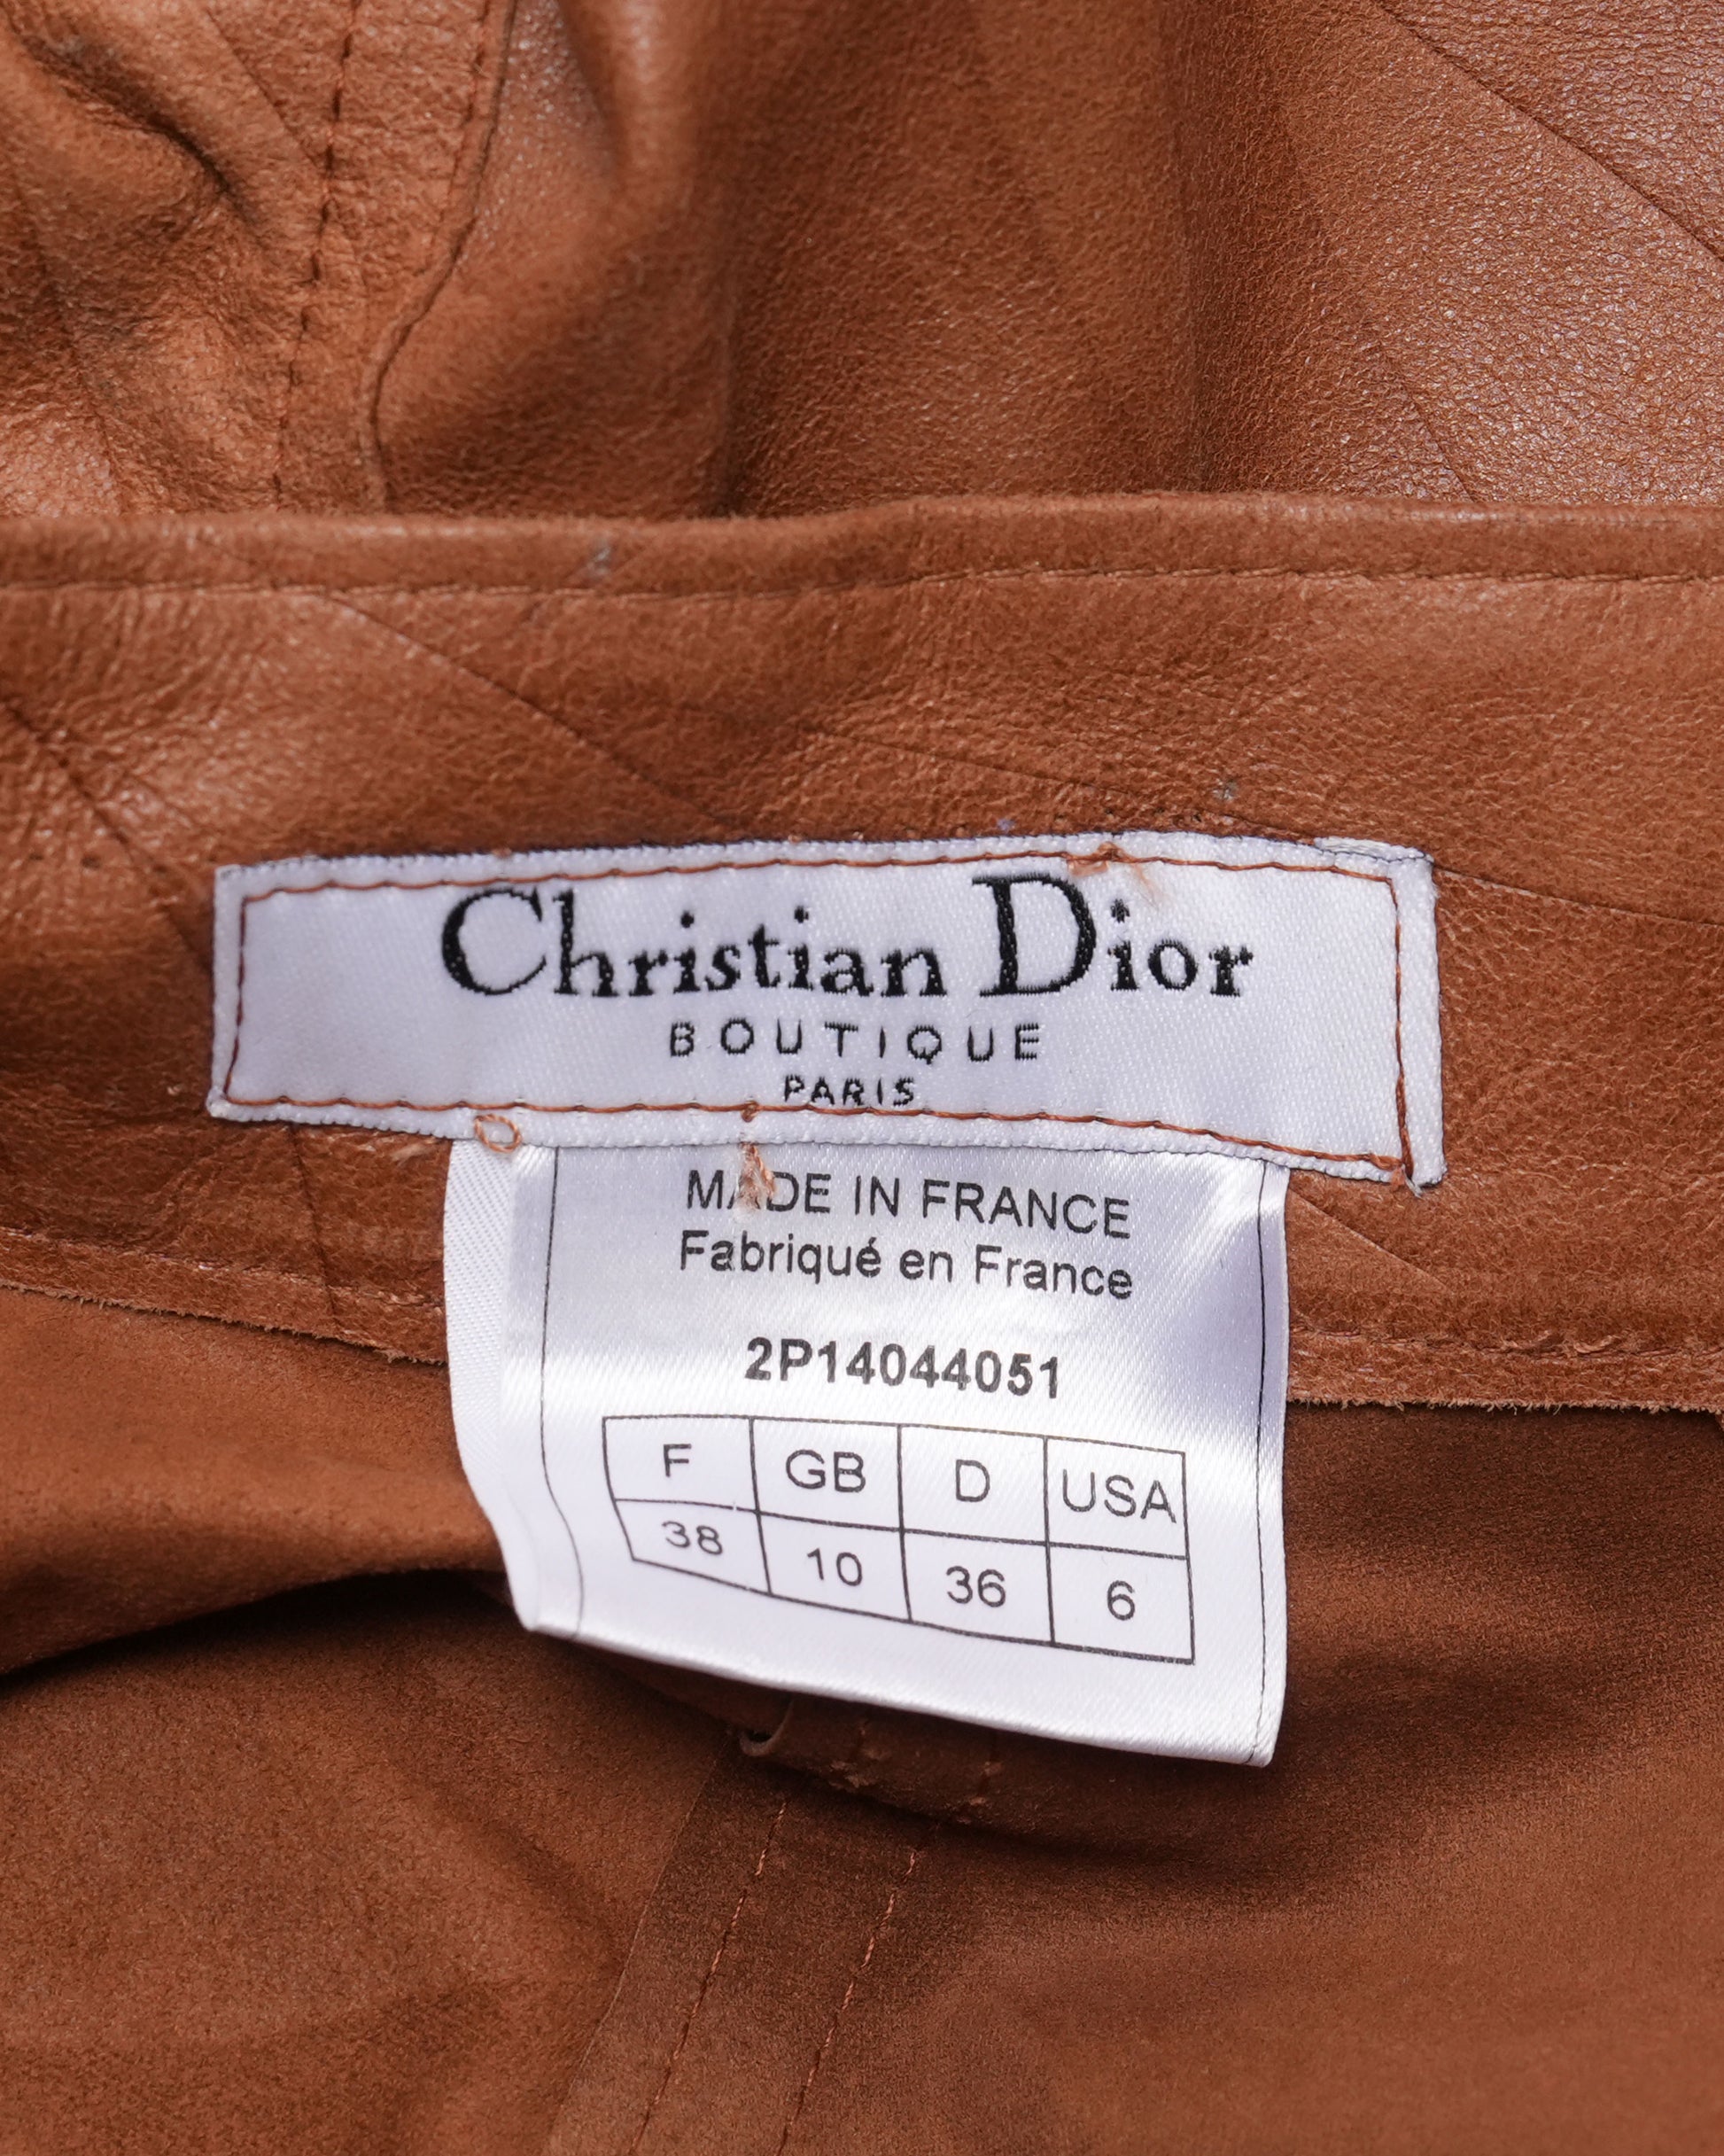 Christian Dior
BOUTIQUE
PARIS
MADE IN FRANCE
Fabriqué en France
2P14044051
F GB D USA
38 10 36 6